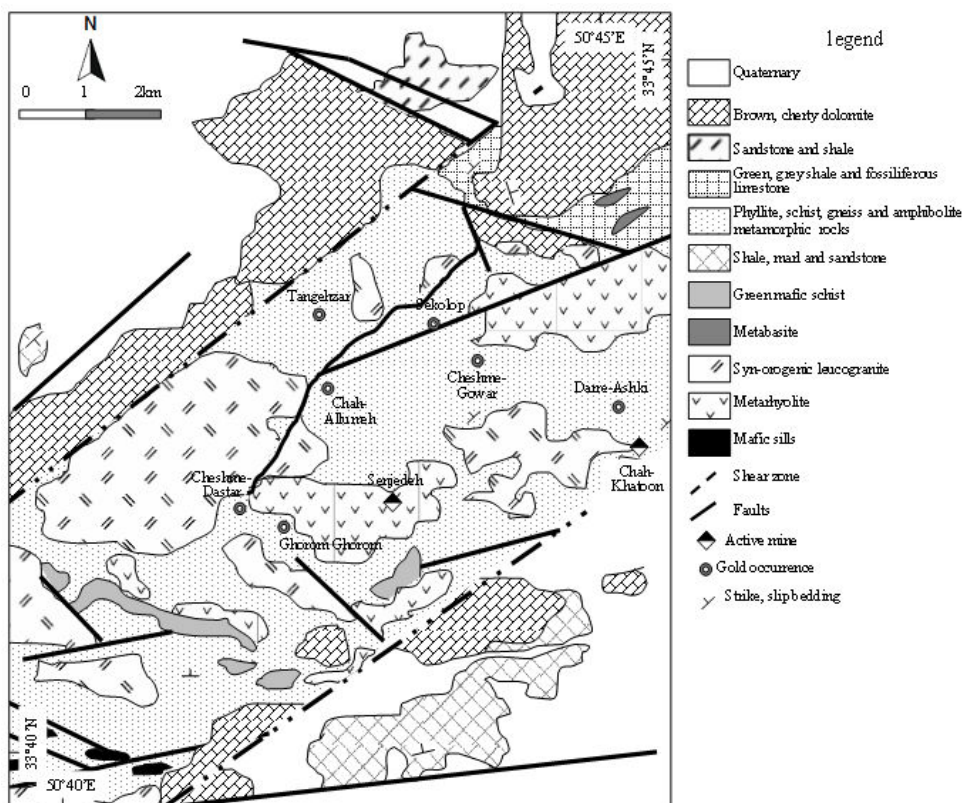 N
0 1 2km
50°45'E
33°45'N
Tangehzar
Sekolop
Cheshme-
Gowar
Darre-Ashki
Chah-
Allumeh
Cheshme-
Dastar
Senjedeh
Chah-
Khatoon
Ghorom Ghorom
33°40'N
50°40'E
legend
Quaternary
Brown, cherty dolomite
Sandstone and shale
Green, grey shale and fossiliferous
limestone
Phyllite, schist, gneiss and amphibolite
metamorphic rocks
Shale, marl and sandstone
Green mafic schist
Metabasite
Syn-orogenic leucogranite
Metarhyolite
Mafic sills
Shear zone
Faults
Active mine
Gold occurrence
Strike, slip bedding